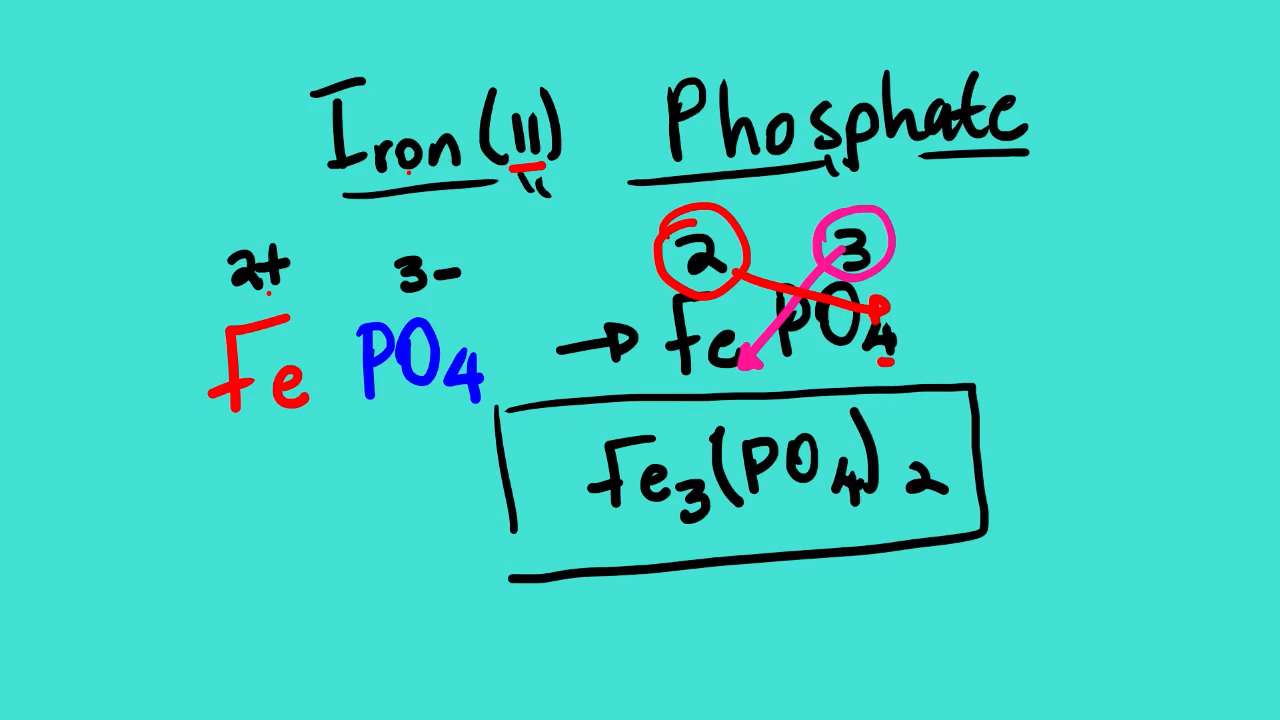 Iron (II) Phosphate
2+ 3- 2 3
Fe PO4 → Fe PO4
Fe3(PO4)2